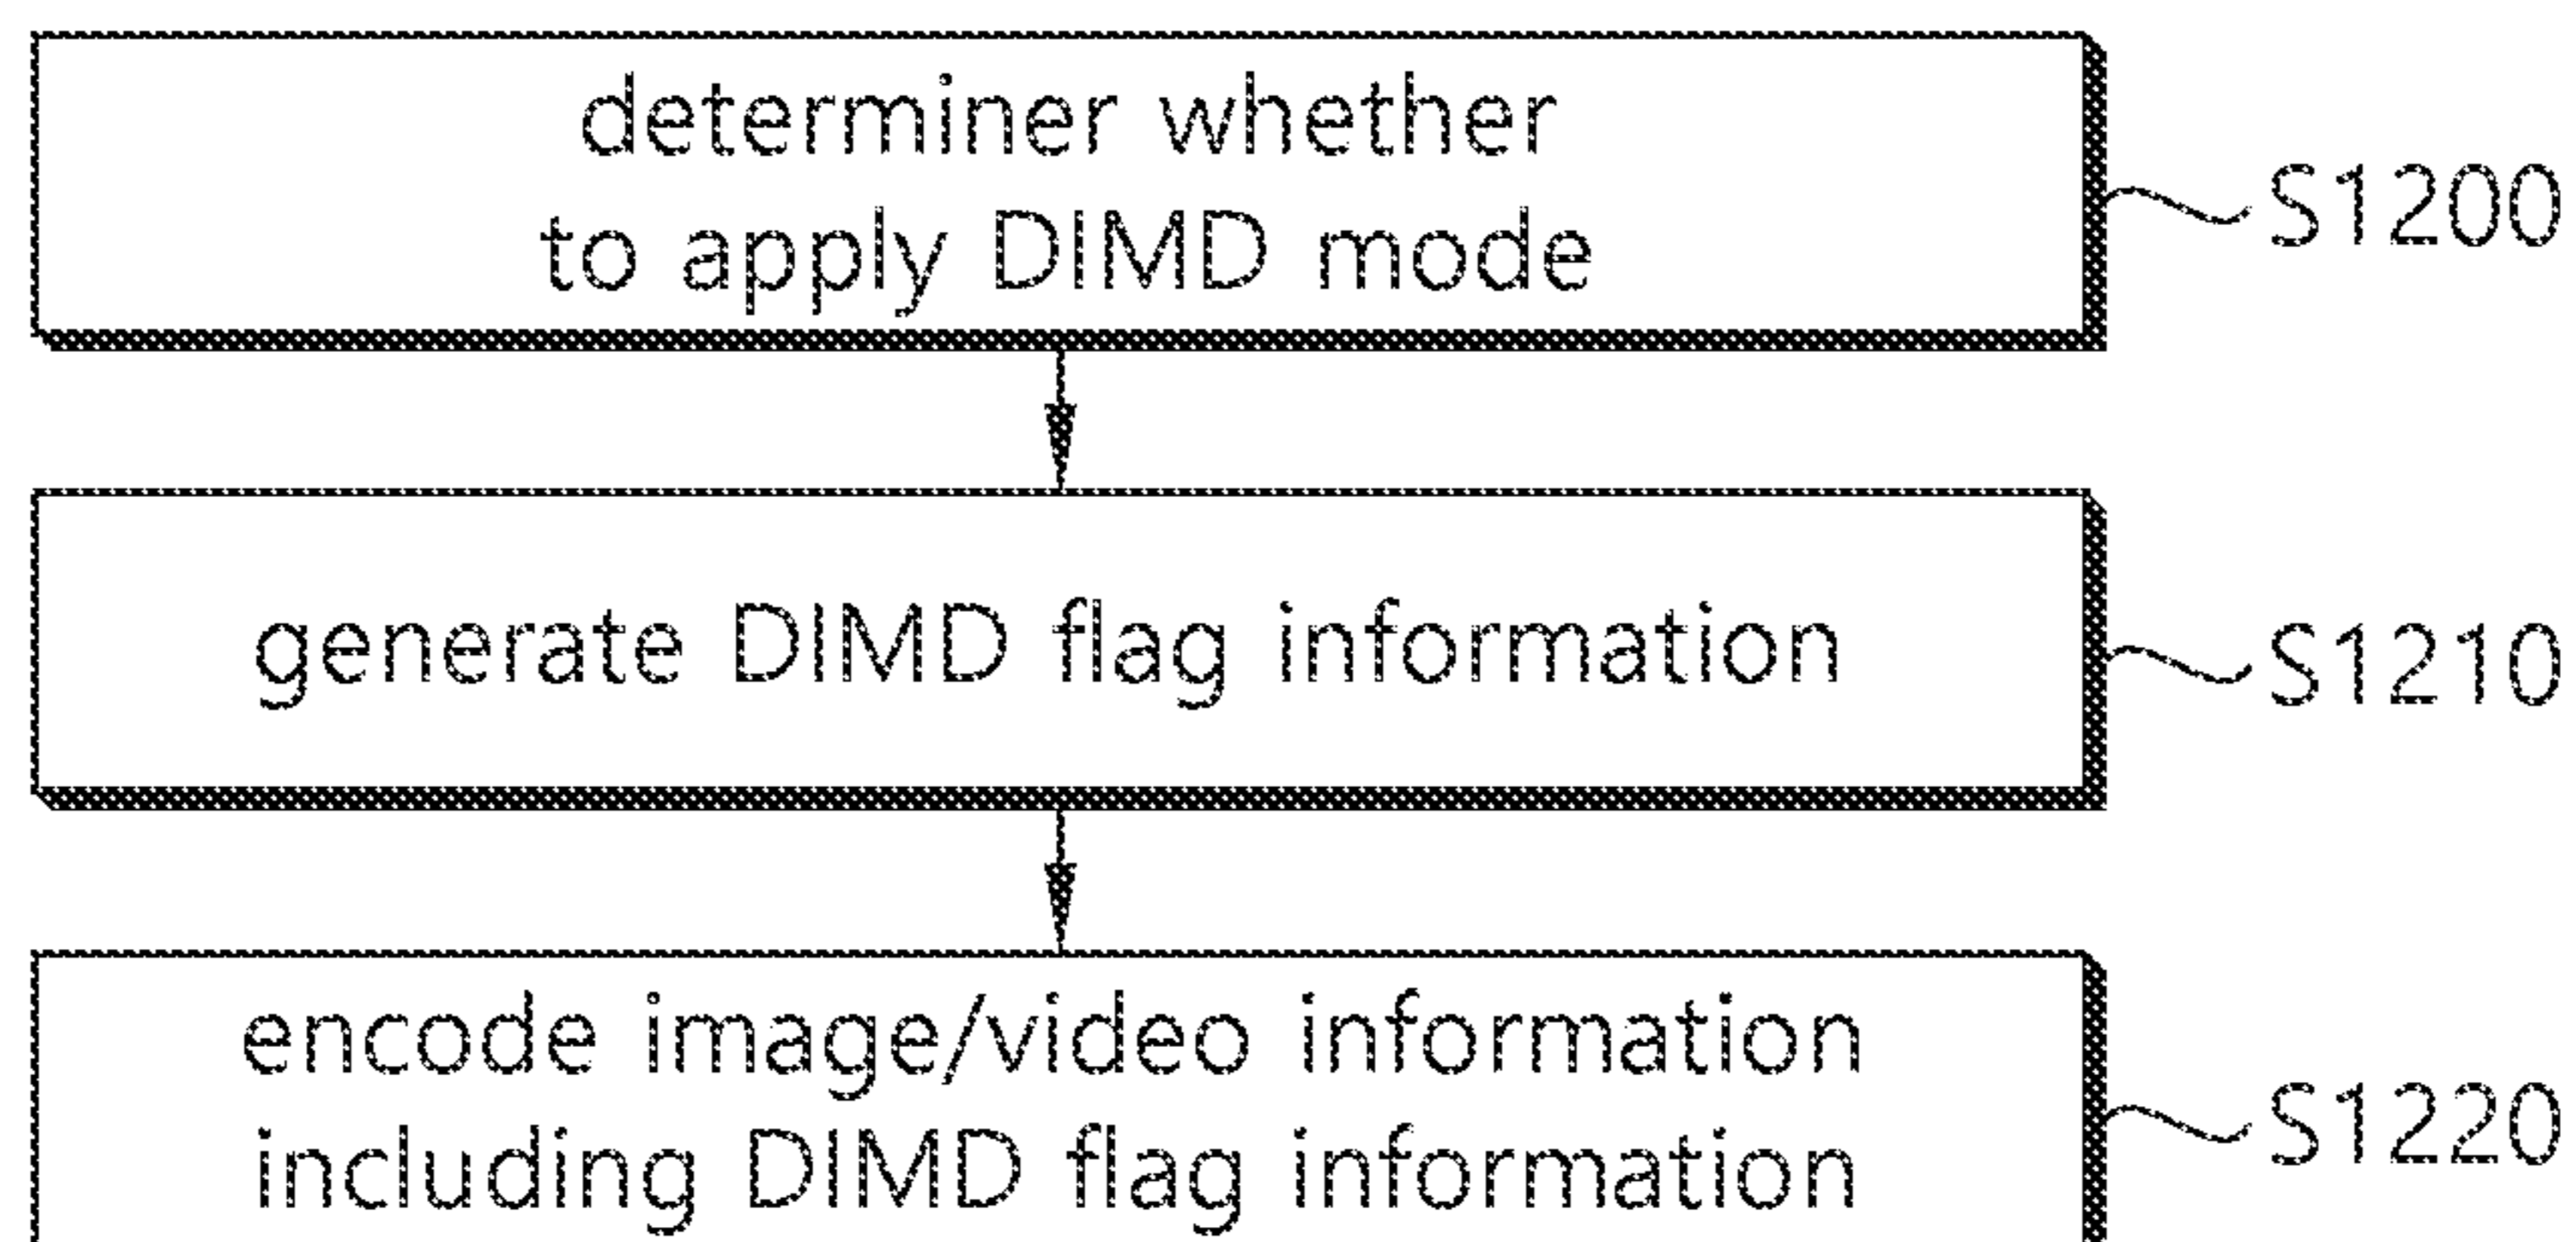 determiner whether
to apply DIMD mode
S1200
generate DIMD flag information
S1210
encode image/video information
including DIMD flag information
S1220